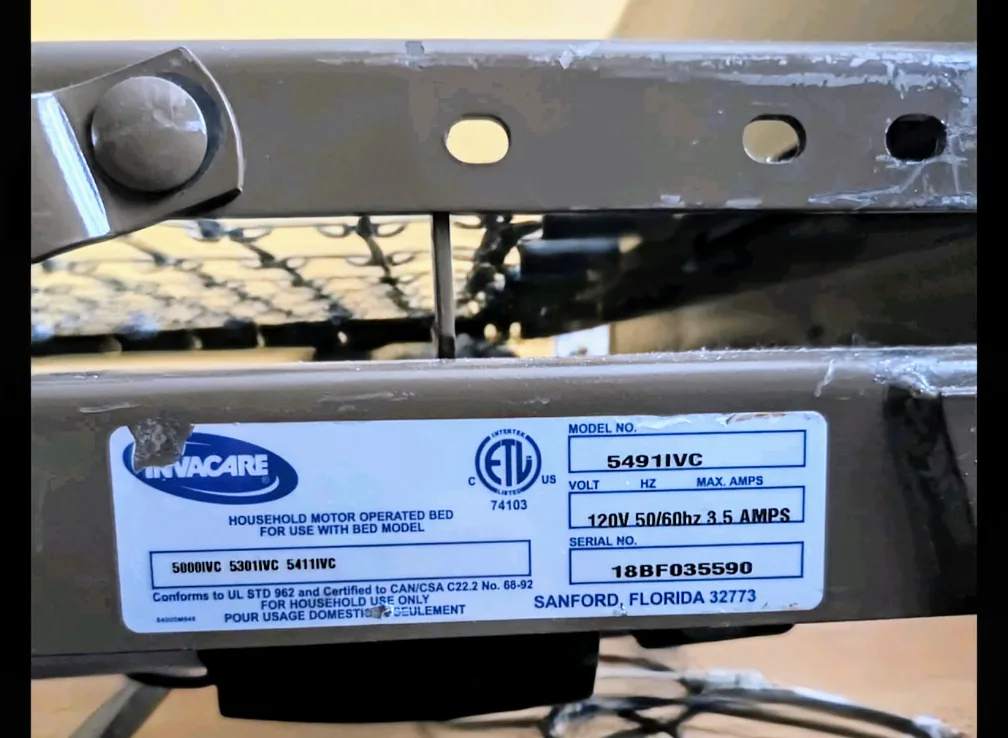 INVACARE
®
HOUSEHOLD MOTOR OPERATED BED
FOR USE WITH BED MODEL
5000IVC 5301IVC 5411IVC
Conforms to UL STD 962 and Certified to CAN/CSA C22.2 No. 68-92
FOR HOUSEHOLD USE ONLY
POUR USAGE SEULEMENT
INTERTEK
ETL
C US
LISTED
74103
MODEL NO.
5491IVC
VOLT HZ MAX. AMPS
120V 50/60hz 3.5 AMPS
SERIAL NO.
18BF035590
SANFORD, FLORIDA 32773